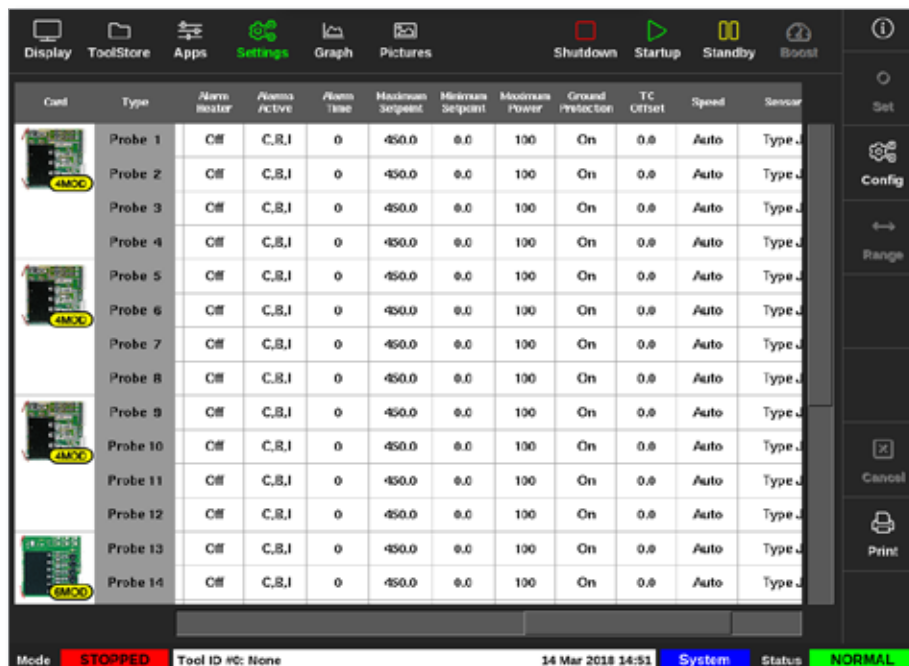 Display ToolStore Apps Settings Graph Pictures Shutdown Startup Standby Boost
Card Type Alarm Heater Alarms Active Alarm Time Maximum Setpoint Minimum Setpoint Maximum Power Ground Protection TC Offset Speed Sensor
Probe 1 Off C,B,I 0 450.0 0.0 100 On 0.0 Auto Type J
4MOD Probe 2 Off C,B,I 0 450.0 0.0 100 On 0.0 Auto Type J
Probe 3 Off C,B,I 0 450.0 0.0 100 On 0.0 Auto Type J
Probe 4 Off C,B,I 0 450.0 0.0 100 On 0.0 Auto Type J
Probe 5 Off C,B,I 0 450.0 0.0 100 On 0.0 Auto Type J
4MOD Probe 6 Off C,B,I 0 450.0 0.0 100 On 0.0 Auto Type J
Probe 7 Off C,B,I 0 450.0 0.0 100 On 0.0 Auto Type J
Probe 8 Off C,B,I 0 450.0 0.0 100 On 0.0 Auto Type J
Probe 9 Off C,B,I 0 450.0 0.0 100 On 0.0 Auto Type J
4MOD Probe 10 Off C,B,I 0 450.0 0.0 100 On 0.0 Auto Type J
Probe 11 Off C,B,I 0 450.0 0.0 100 On 0.0 Auto Type J
Probe 12 Off C,B,I 0 450.0 0.0 100 On 0.0 Auto Type J
Probe 13 Off C,B,I 0 450.0 0.0 100 On 0.0 Auto Type J
6MOD Probe 14 Off C,B,I 0 450.0 0.0 100 On 0.0 Auto Type J
Set
Config
Range
Cancel
Print
Mode STOPPED Tool ID #0: None 14 Mar 2018 14:51 System Status NORMAL